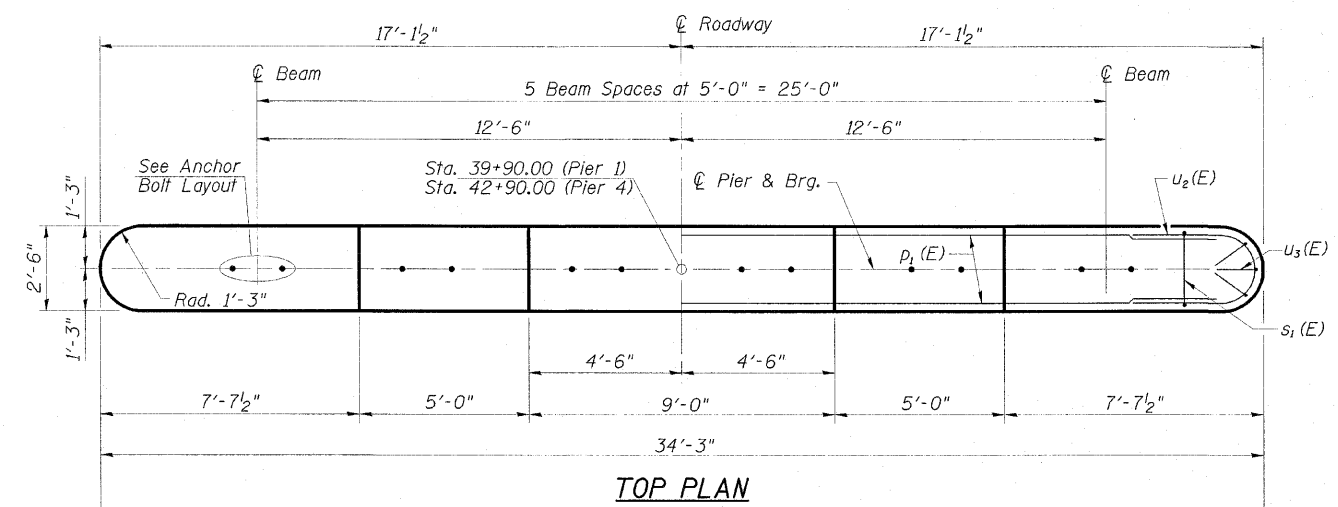 ℄ Roadway
17'-1½"
17'-1½"
℄ Beam
℄ Beam
5 Beam Spaces at 5'-0" = 25'-0"
12'-6"
12'-6"
See Anchor
Bolt Layout
Sta. 39+90.00 (Pier 1)
Sta. 42+90.00 (Pier 4)
℄ Pier & Brg.
u₂(E)
1'-3"
2'-6"
1'-3"
p₁(E)
u₃(E)
Rad. 1'-3"
s₁(E)
4'-6"
4'-6"
7'-7½"
5'-0"
9'-0"
5'-0"
7'-7½"
34'-3"
TOP PLAN